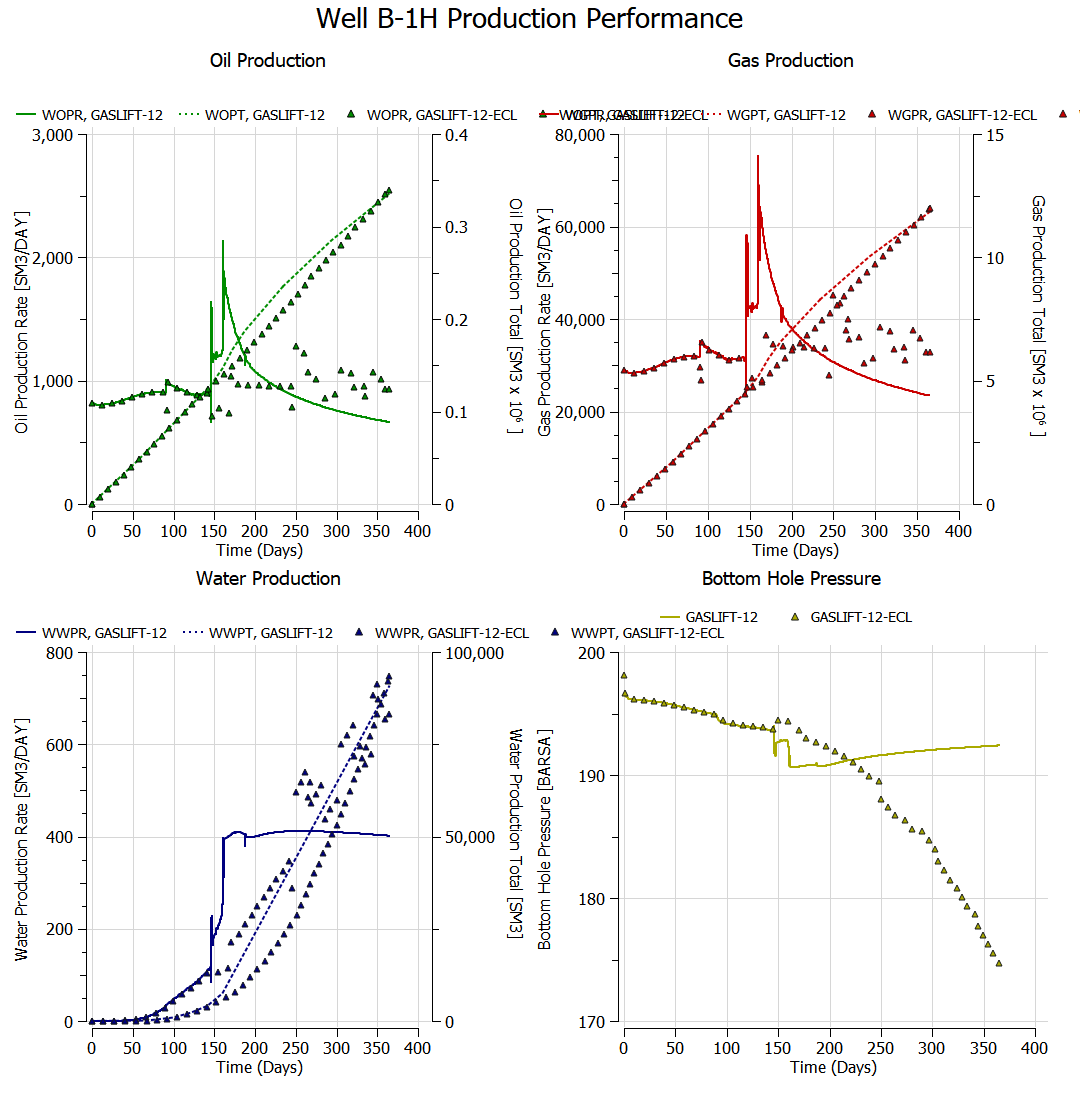 Well B-1H Production Performance
Oil Production
Gas Production
WOPR, GASLIFT-12
WOPT, GASLIFT-12
WOPR, GASLIFT-12-ECL
WGPR, GASLIFT-12
WGPT, GASLIFT-12
WGPR, GASLIFT-12-ECL
W
3,000
2,000
1,000
0
0.4
0.3
0.2
0.1
0
Oil Production Rate [SM3/DAY]
Oil Production Total [SM3 x 10⁶ ]
0 50 100 150 200 250 300 350 400
Time (Days)
80,000
60,000
40,000
20,000
0
15
10
5
0
Gas Production Rate [SM3/DAY]
Gas Production Total [SM3 x 10⁶ ]
0 50 100 150 200 250 300 350 400
Time (Days)
Water Production
Bottom Hole Pressure
WWPR, GASLIFT-12
WWPT, GASLIFT-12
WWPR, GASLIFT-12-ECL
WWPT, GASLIFT-12-ECL
GASLIFT-12
GASLIFT-12-ECL
800
600
400
200
0
100,000
50,000
0
Water Production Rate [SM3/DAY]
Water Production Total [SM3]
0 50 100 150 200 250 300 350 400
Time (Days)
200
190
180
170
Bottom Hole Pressure [BARSA]
0 50 100 150 200 250 300 350 400
Time (Days)